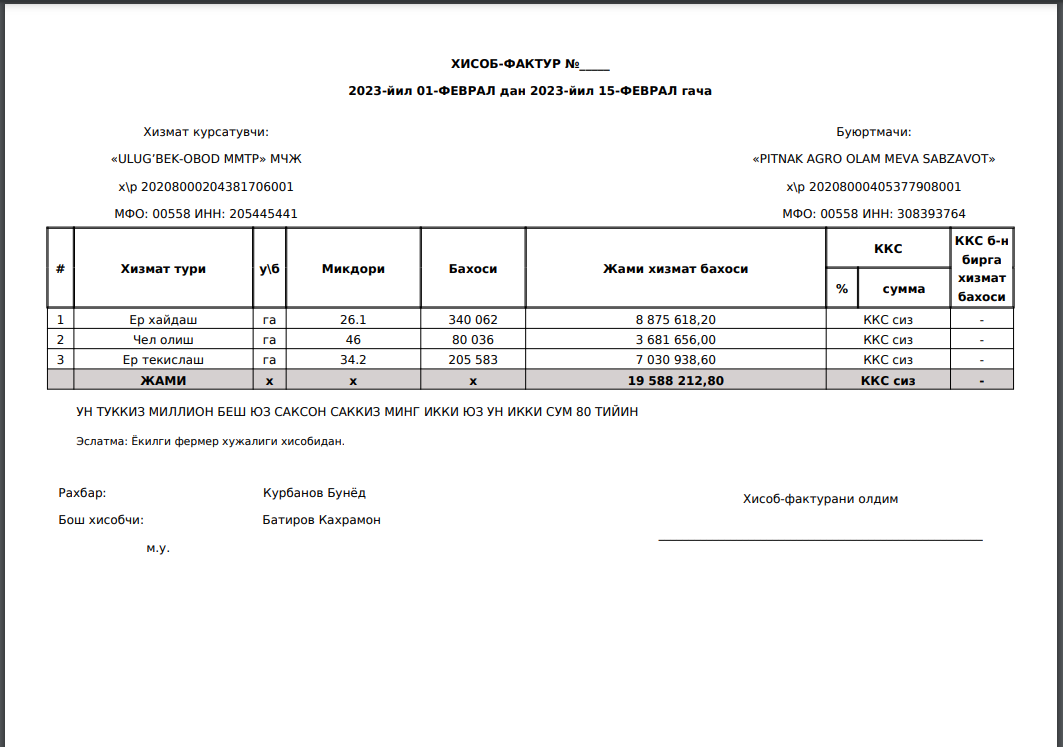 ХИСОБ-ФАКТУР №_____
2023-йил 01-ФЕВРАЛ дан 2023-йил 15-ФЕВРАЛ гача
Хизмат курсатувчи: Буюртмачи:
«ULUG’BEK-OBOD MMTP» МЧЖ «PITNAK AGRO OLAM MEVA SABZAVOT»
х\р 20208000204381706001 х\р 20208000405377908001
МФО: 00558 ИНН: 205445441 МФО: 00558 ИНН: 308393764
# Хизмат тури у\б Микдори Бахоси Жами хизмат бахоси ККС ККС б-н бирга хизмат бахоси
% сумма
1 Ер хайдаш га 26.1 340 062 8 875 618,20 ККС сиз -
2 Чел олиш га 46 80 036 3 681 656,00 ККС сиз -
3 Ер текислаш га 34.2 205 583 7 030 938,60 ККС сиз -
ЖАМИ х х х 19 588 212,80 ККС сиз -
УН ТУККИЗ МИЛЛИОН БЕШ ЮЗ САКСОН САККИЗ МИНГ ИККИ ЮЗ УН ИККИ СУМ 80 ТИЙИН
Эслатма: Ёкилги фермер хужалиги хисобидан.
Рахбар: Курбанов Бунёд
Хисоб-фактурани олдим
Бош хисобчи: Батиров Кахрамон
м.у.